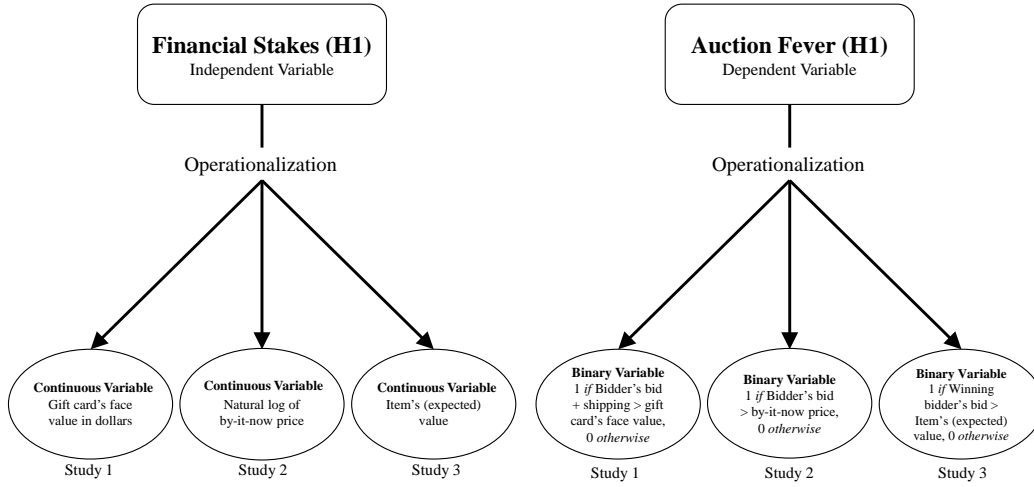 Financial Stakes (H1)
Independent Variable
Operationalization
Continuous Variable
Gift card's face
value in dollars
Study 1
Continuous Variable
Natural log of
by-it-now price
Study 2
Continuous Variable
Item's (expected)
value
Study 3
Auction Fever (H1)
Dependent Variable
Operationalization
Binary Variable
1 if Bidder's bid
+ shipping > gift
card's face value,
0 otherwise
Study 1
Binary Variable
1 if Bidder's bid
> by-it-now price,
0 otherwise
Study 2
Binary Variable
1 if Winning
bidder's bid >
Item's (expected)
value, 0 otherwise
Study 3